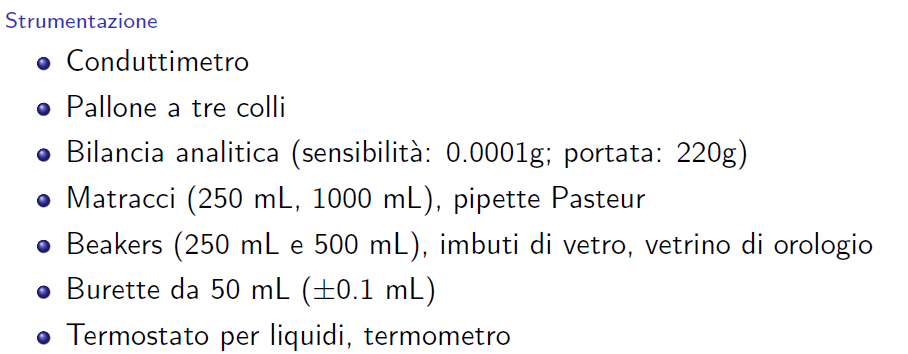 Strumentazione
Conduttimetro
Pallone a tre colli
Bilancia analitica (sensibilità: 0.0001g; portata: 220g)
Matracci (250 mL, 1000 mL), pipette Pasteur
Beakers (250 mL e 500 mL), imbuti di vetro, vetrino di orologio
Burette da 50 mL (±0.1 mL)
Termostato per liquidi, termometro